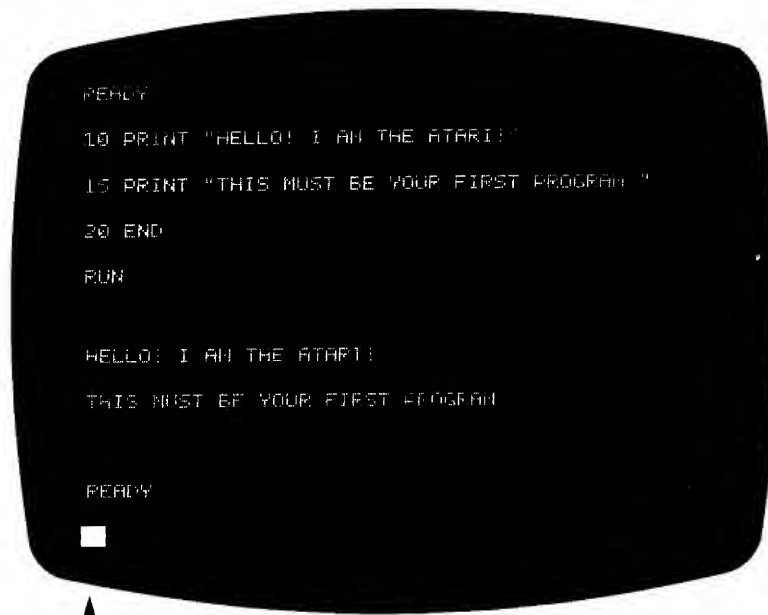 READY
10 PRINT "HELLO! I AM THE ATARI!"
15 PRINT "THIS MUST BE YOUR FIRST PROGRAM."
20 END
RUN
HELLO! I AM THE ATARI!
THIS MUST BE YOUR FIRST PROGRAM
READY